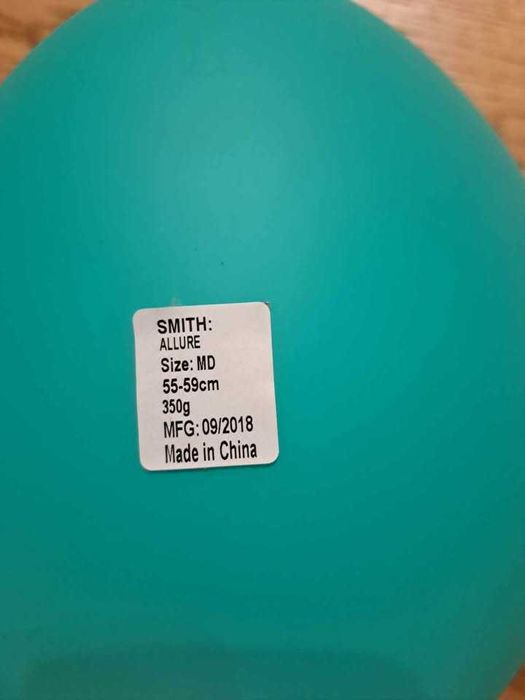 SMITH:
ALLURE
Size: MD
55-59cm
350g
MFG: 09/2018
Made in China